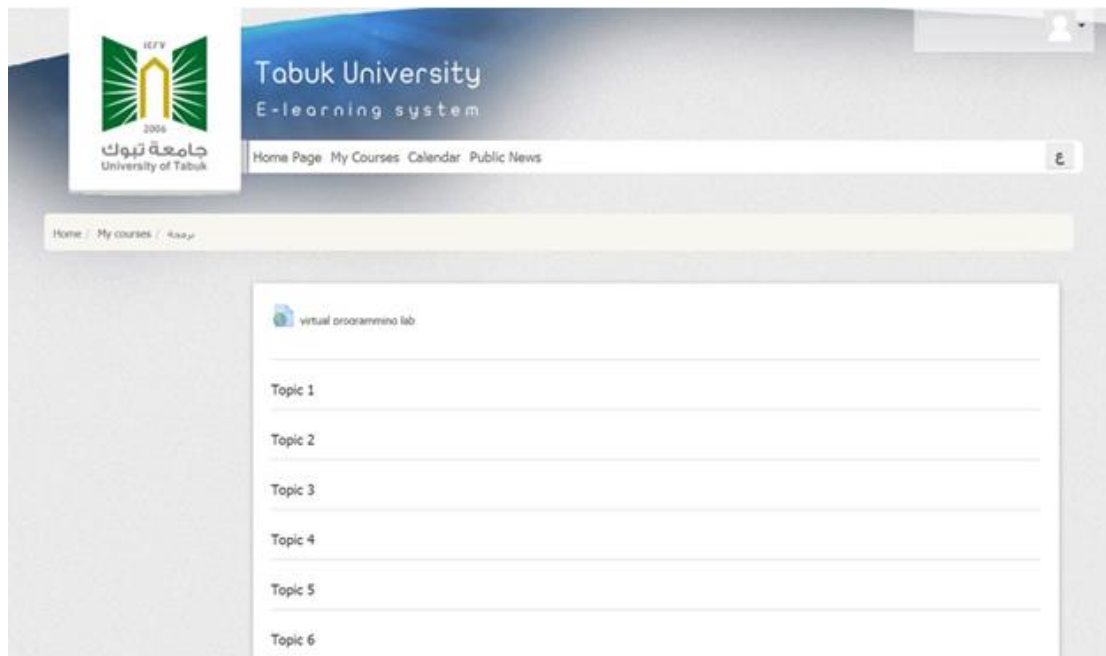 ١٤٢٧
2006
جامعة تبوك
University of Tabuk
Tabuk University
E-learning system
Home Page My Courses Calendar Public News
ع
Home / My courses / برمجة
virtual programming lab
Topic 1
Topic 2
Topic 3
Topic 4
Topic 5
Topic 6